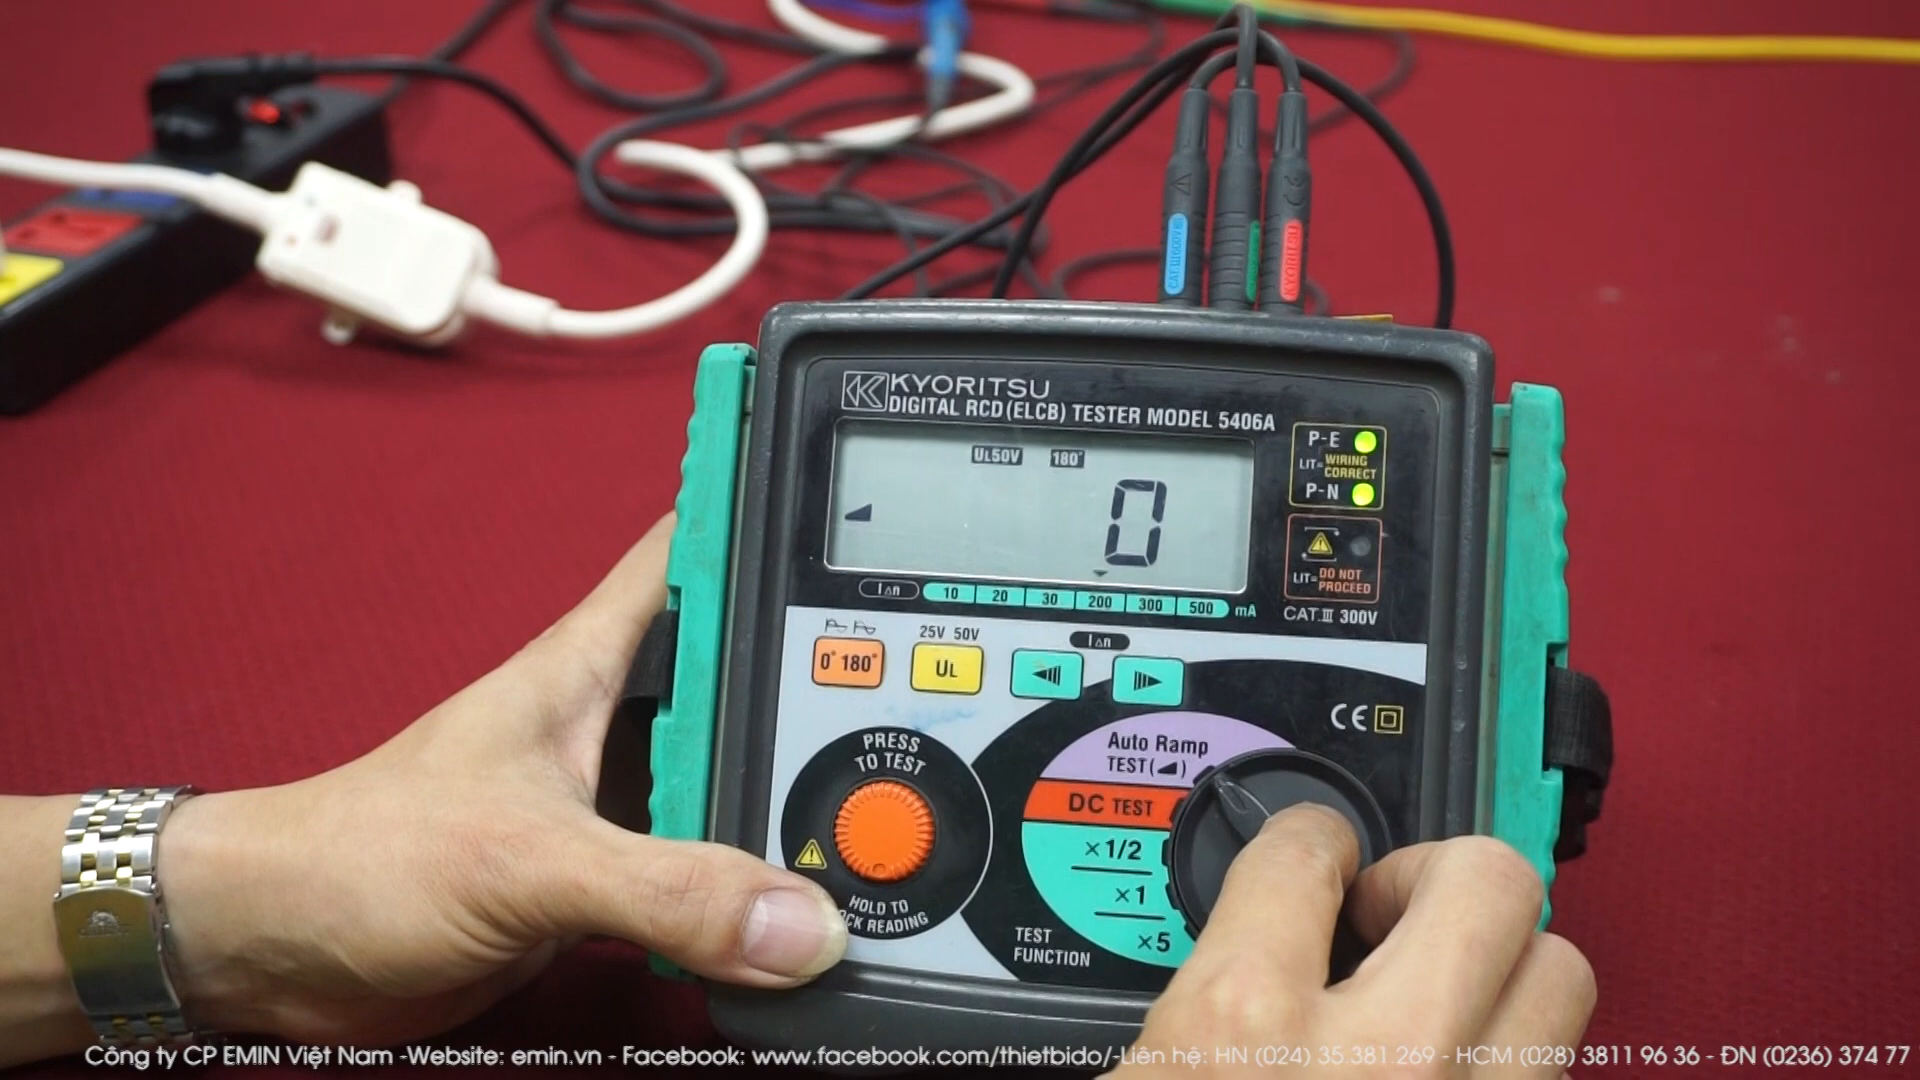 KYORITSU
DIGITAL RCD (ELCB) TESTER MODEL 5406A
UL50V 180°
0
P-E
LIT= WIRING CORRECT
P-N
LIT= DO NOT PROCEED
CAT.III 300V
I△n 10 20 30 200 300 500 mA
25V 50V
I△n
0° 180°
UL
CE
PRESS
TO TEST
HOLD TO
CK READING
Auto Ramp
TEST(◢)
DC TEST
×1/2
×1
×5
TEST
FUNCTION
KYORITSU
Công ty CP EMIN Việt Nam -Website: emin.vn - Facebook: www.facebook.com/thietbido/-Liên hệ: HN (024) 35.381.269 - HCM (028) 3811 96 36 - ĐN (0236) 374 77